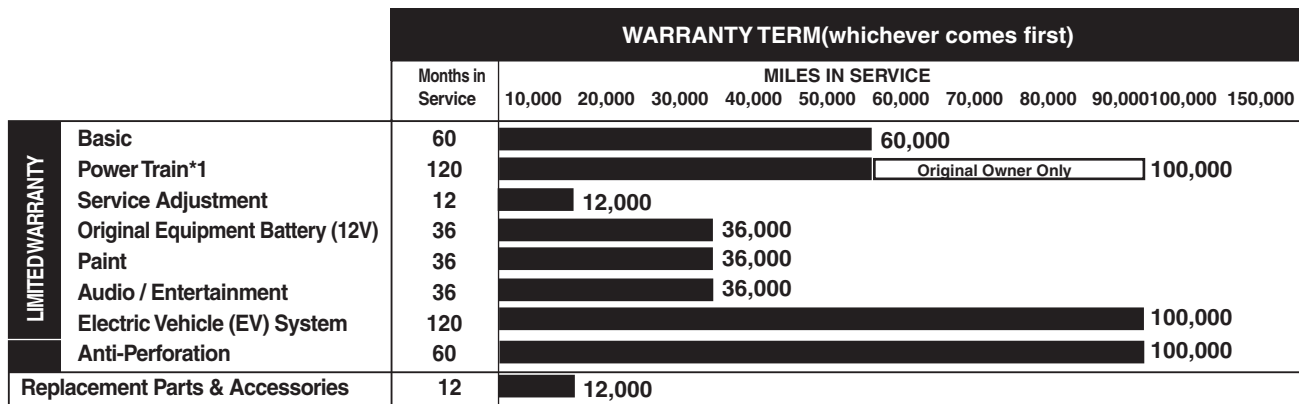 WARRANTY TERM(whichever comes first)
Months in Service
MILES IN SERVICE
10,000 20,000 30,000 40,000 50,000 60,000 70,000 80,000 90,000100,000 150,000
LIMITED WARRANTY
Basic 60 60,000
Power Train*1 120 Original Owner Only 100,000
Service Adjustment 12 12,000
Original Equipment Battery (12V) 36 36,000
Paint 36 36,000
Audio / Entertainment 36 36,000
Electric Vehicle (EV) System 120 100,000
Anti-Perforation 60 100,000
Replacement Parts & Accessories 12 12,000